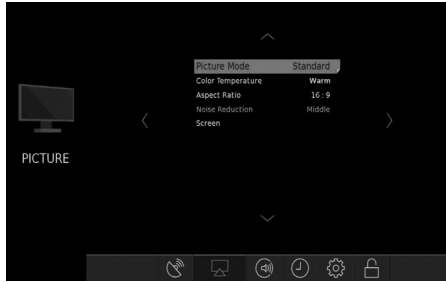 Picture Mode Standard
Color Temperature Warm
Aspect Ratio 16 : 9
Noise Reduction Middle
Screen
PICTURE